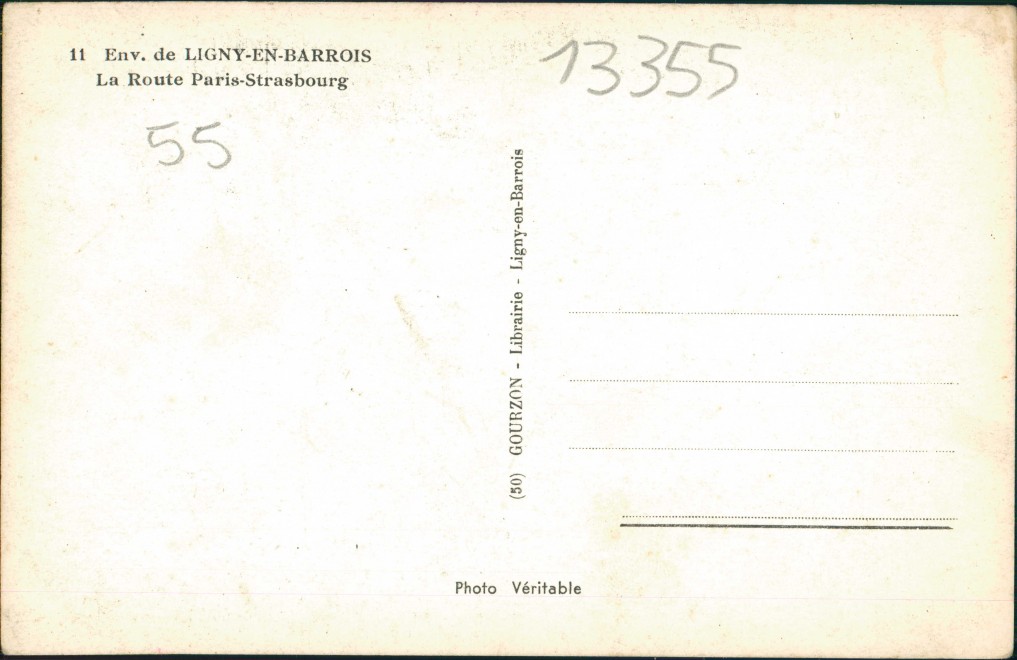 11 Env. de LIGNY-EN-BARROIS
La Route Paris-Strasbourg
13355
55
(50) GOURZON - Librairie - Ligny-en-Barrois
Photo Véritable